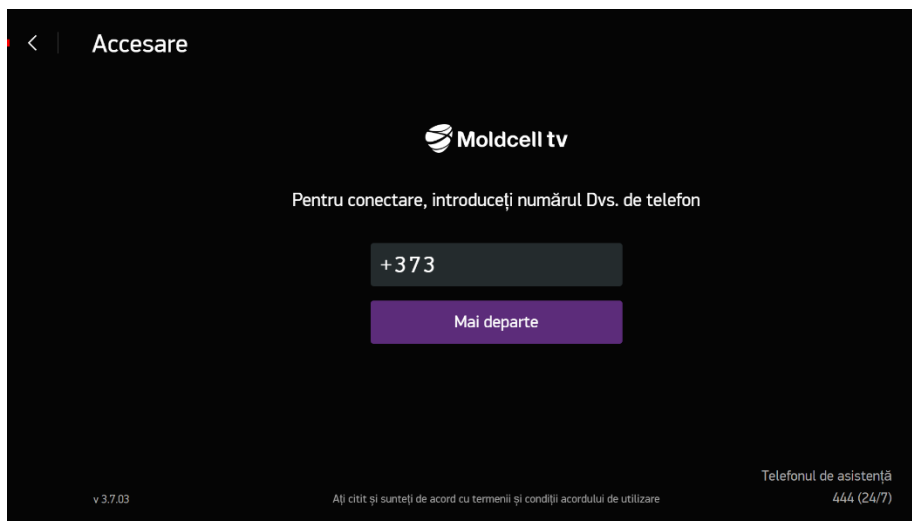 Accesare
Moldcell tv
Pentru conectare, introduceți numărul Dvs. de telefon
+373
Mai departe
Telefonul de asistență
444 (24/7)
v 3.7.03
Ați citit și sunteți de acord cu termenii și condiții acordului de utilizare